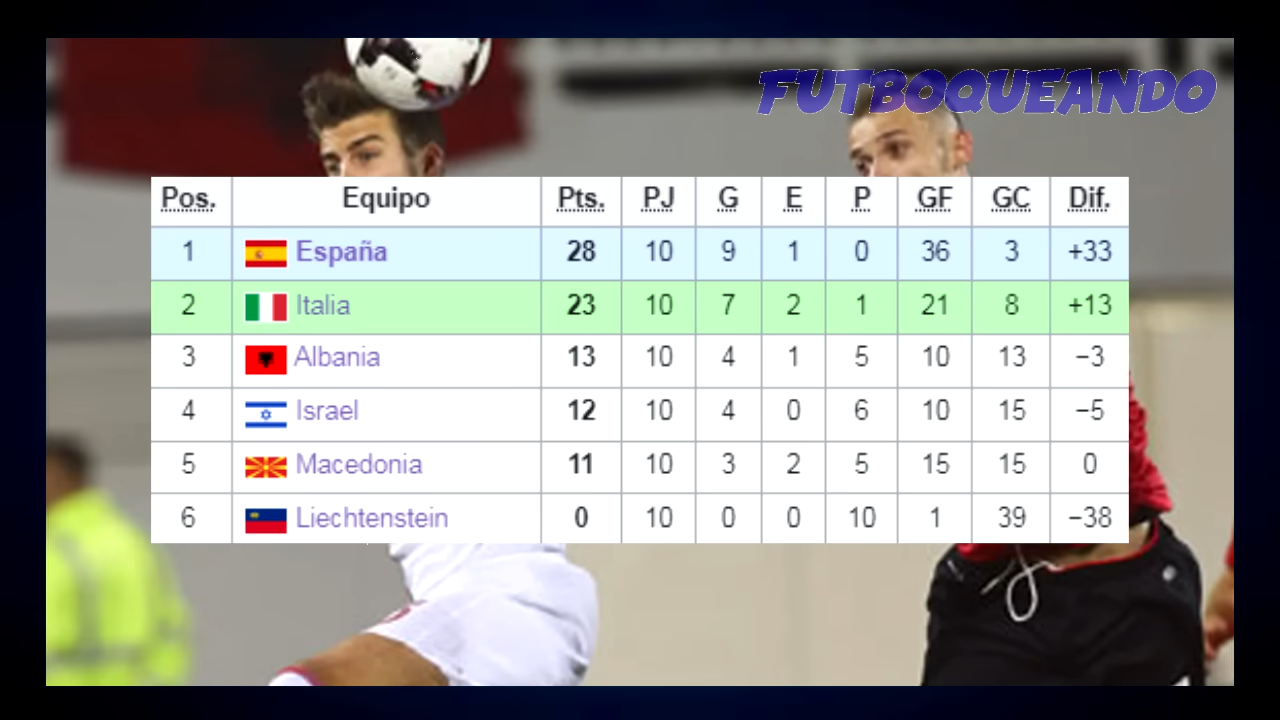 FUTBOQUEANDO
Pos. Equipo Pts. PJ G E P GF GC Dif.
1 España 28 10 9 1 0 36 3 +33
2 Italia 23 10 7 2 1 21 8 +13
3 Albania 13 10 4 1 5 10 13 −3
4 Israel 12 10 4 0 6 10 15 −5
5 Macedonia 11 10 3 2 5 15 15 0
6 Liechtenstein 0 10 0 0 10 1 39 −38